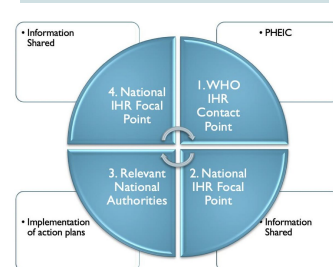 • Information
Shared
• PHEIC
4. National
IHR Focal
Point
1. WHO
IHR
Contact
Point
3. Relevant
National
Authorities
2. National
IHR Focal
Point
• Implementation
of action plans
• Information
Shared